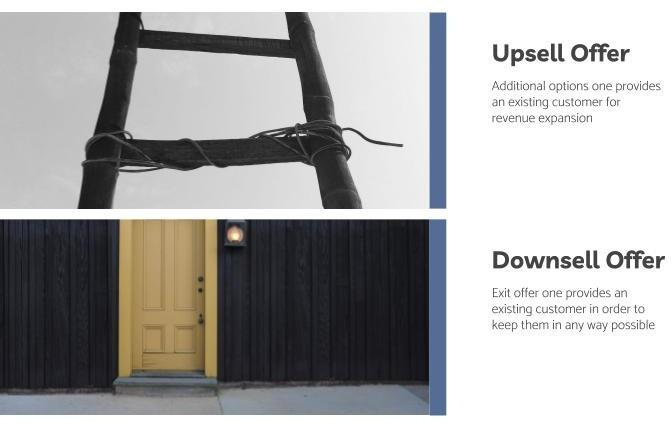 Upsell Offer
Additional options one provides
an existing customer for
revenue expansion
Downsell Offer
Exit offer one provides an
existing customer in order to
keep them in any way possible